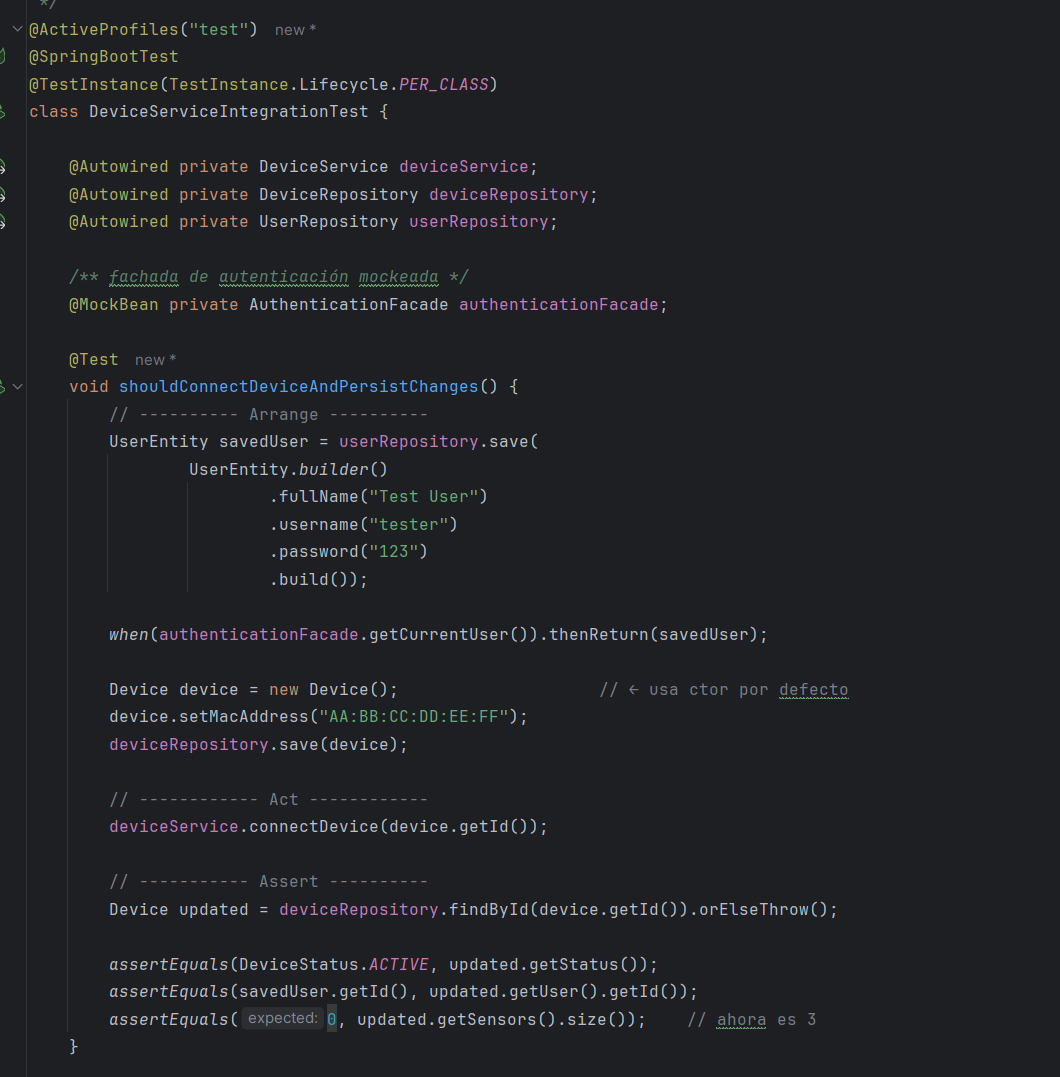 */
@ActiveProfiles("test")  new *
@SpringBootTest
@TestInstance(TestInstance.Lifecycle.PER_CLASS)
class DeviceServiceIntegrationTest {
@Autowired private DeviceService deviceService;
@Autowired private DeviceRepository deviceRepository;
@Autowired private UserRepository userRepository;
/** fachada de autenticación mockeada */
@MockBean private AuthenticationFacade authenticationFacade;
@Test  new *
void shouldConnectDeviceAndPersistChanges() {
// ---------- Arrange ----------
UserEntity savedUser = userRepository.save(
UserEntity.builder()
.fullName("Test User")
.username("tester")
.password("123")
.build());
when(authenticationFacade.getCurrentUser()).thenReturn(savedUser);
Device device = new Device();                    // ← usa ctor por defecto
device.setMacAddress("AA:BB:CC:DD:EE:FF");
deviceRepository.save(device);
// ------------ Act ------------
deviceService.connectDevice(device.getId());
// ----------- Assert ----------
Device updated = deviceRepository.findById(device.getId()).orElseThrow();
assertEquals(DeviceStatus.ACTIVE, updated.getStatus());
assertEquals(savedUser.getId(), updated.getUser().getId());
assertEquals( expected: 0, updated.getSensors().size());    // ahora es 3
}